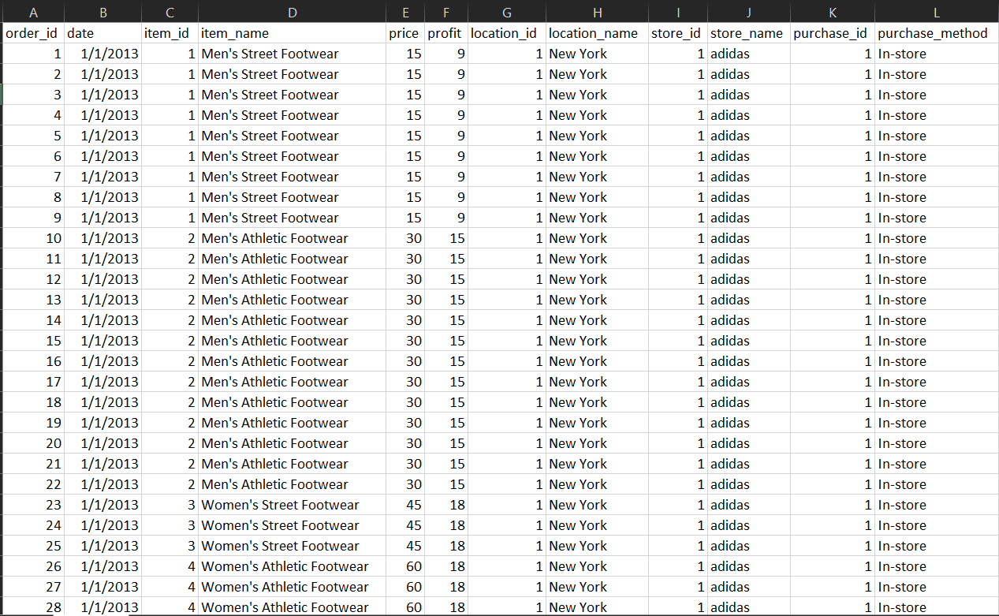 A B C D E F G H I J K L
order_id date item_id item_name price profit location_id location_name store_id store_name purchase_id purchase_method
1 1/1/2013 1 Men's Street Footwear 15 9 1 New York 1 adidas 1 In-store
2 1/1/2013 1 Men's Street Footwear 15 9 1 New York 1 adidas 1 In-store
3 1/1/2013 1 Men's Street Footwear 15 9 1 New York 1 adidas 1 In-store
4 1/1/2013 1 Men's Street Footwear 15 9 1 New York 1 adidas 1 In-store
5 1/1/2013 1 Men's Street Footwear 15 9 1 New York 1 adidas 1 In-store
6 1/1/2013 1 Men's Street Footwear 15 9 1 New York 1 adidas 1 In-store
7 1/1/2013 1 Men's Street Footwear 15 9 1 New York 1 adidas 1 In-store
8 1/1/2013 1 Men's Street Footwear 15 9 1 New York 1 adidas 1 In-store
9 1/1/2013 1 Men's Street Footwear 15 9 1 New York 1 adidas 1 In-store
10 1/1/2013 2 Men's Athletic Footwear 30 15 1 New York 1 adidas 1 In-store
11 1/1/2013 2 Men's Athletic Footwear 30 15 1 New York 1 adidas 1 In-store
12 1/1/2013 2 Men's Athletic Footwear 30 15 1 New York 1 adidas 1 In-store
13 1/1/2013 2 Men's Athletic Footwear 30 15 1 New York 1 adidas 1 In-store
14 1/1/2013 2 Men's Athletic Footwear 30 15 1 New York 1 adidas 1 In-store
15 1/1/2013 2 Men's Athletic Footwear 30 15 1 New York 1 adidas 1 In-store
16 1/1/2013 2 Men's Athletic Footwear 30 15 1 New York 1 adidas 1 In-store
17 1/1/2013 2 Men's Athletic Footwear 30 15 1 New York 1 adidas 1 In-store
18 1/1/2013 2 Men's Athletic Footwear 30 15 1 New York 1 adidas 1 In-store
19 1/1/2013 2 Men's Athletic Footwear 30 15 1 New York 1 adidas 1 In-store
20 1/1/2013 2 Men's Athletic Footwear 30 15 1 New York 1 adidas 1 In-store
21 1/1/2013 2 Men's Athletic Footwear 30 15 1 New York 1 adidas 1 In-store
22 1/1/2013 2 Men's Athletic Footwear 30 15 1 New York 1 adidas 1 In-store
23 1/1/2013 3 Women's Street Footwear 45 18 1 New York 1 adidas 1 In-store
24 1/1/2013 3 Women's Street Footwear 45 18 1 New York 1 adidas 1 In-store
25 1/1/2013 3 Women's Street Footwear 45 18 1 New York 1 adidas 1 In-store
26 1/1/2013 4 Women's Athletic Footwear 60 18 1 New York 1 adidas 1 In-store
27 1/1/2013 4 Women's Athletic Footwear 60 18 1 New York 1 adidas 1 In-store
28 1/1/2013 4 Women's Athletic Footwear 60 18 1 New York 1 adidas 1 In-store